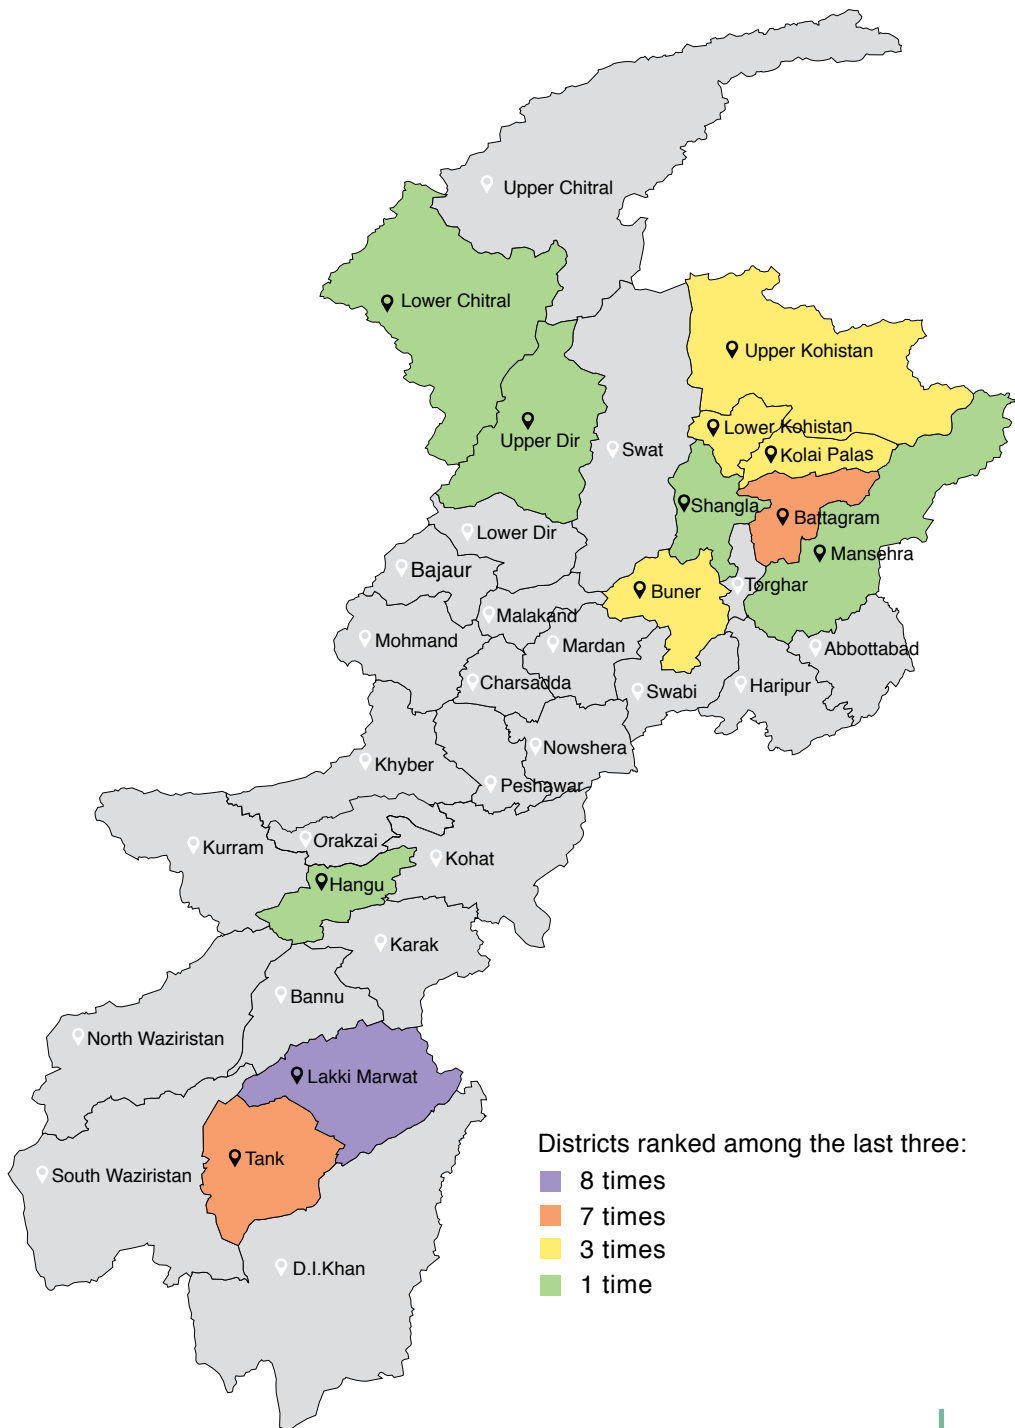 Upper Chitral
Lower Chitral
Upper Kohistan
Lower Kohistan
Upper Dir
Swat
Kolai Palas
Shangla
Battagram
Lower Dir
Mansehra
Bajaur
Buner
Torghar
Malakand
Mohmand
Mardan
Abbottabad
Charsadda
Swabi
Haripur
Nowshera
Khyber
Peshawar
Orakzai
Kurram
Kohat
Hangu
Karak
Bannu
North Waziristan
Lakki Marwat
Tank
South Waziristan
D.I.Khan
Districts ranked among the last three:
8 times
7 times
3 times
1 time